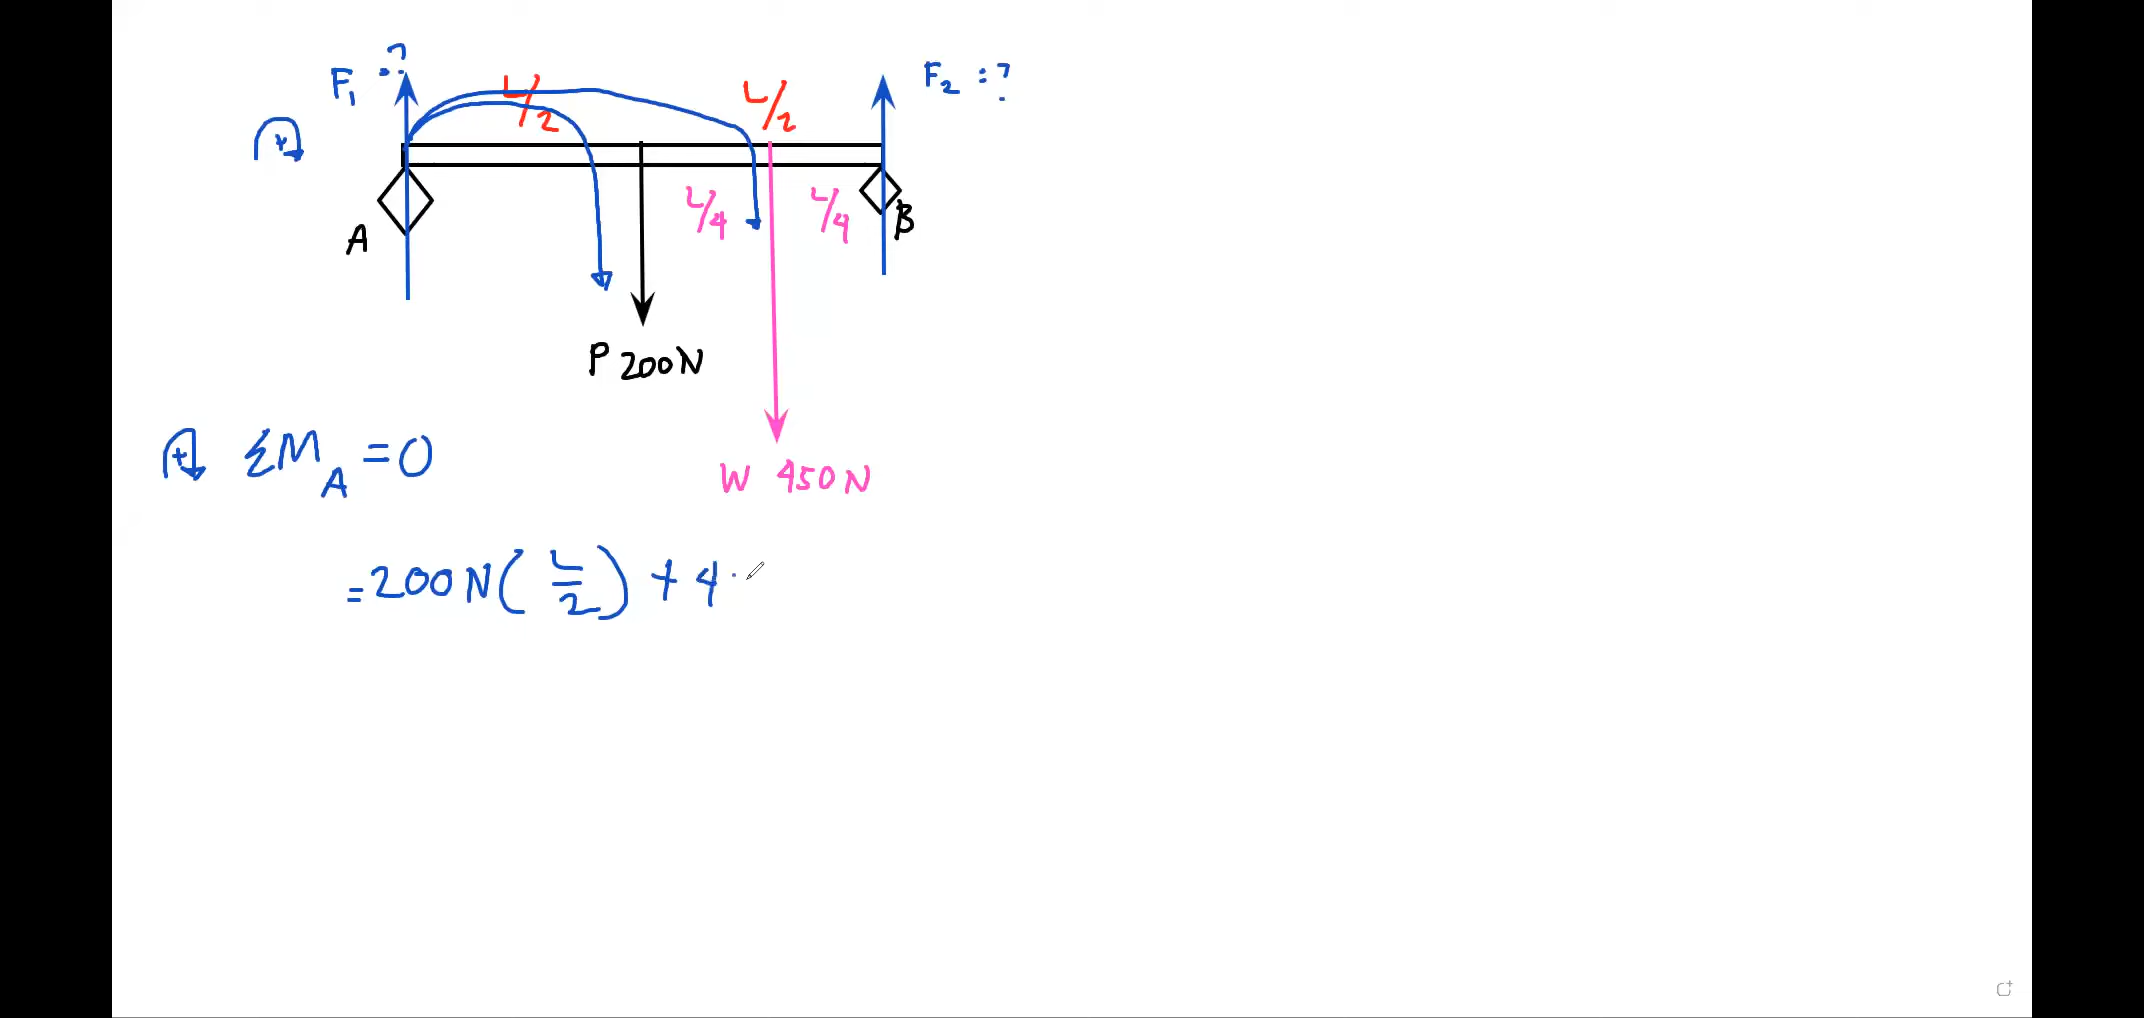 F₁ =?
L/2
L/2
F₂ =?
+
L/4
L/4
A
B
P 200N
+ ΣM_A = 0
W 450N
= 200N ( L/2 ) + 4